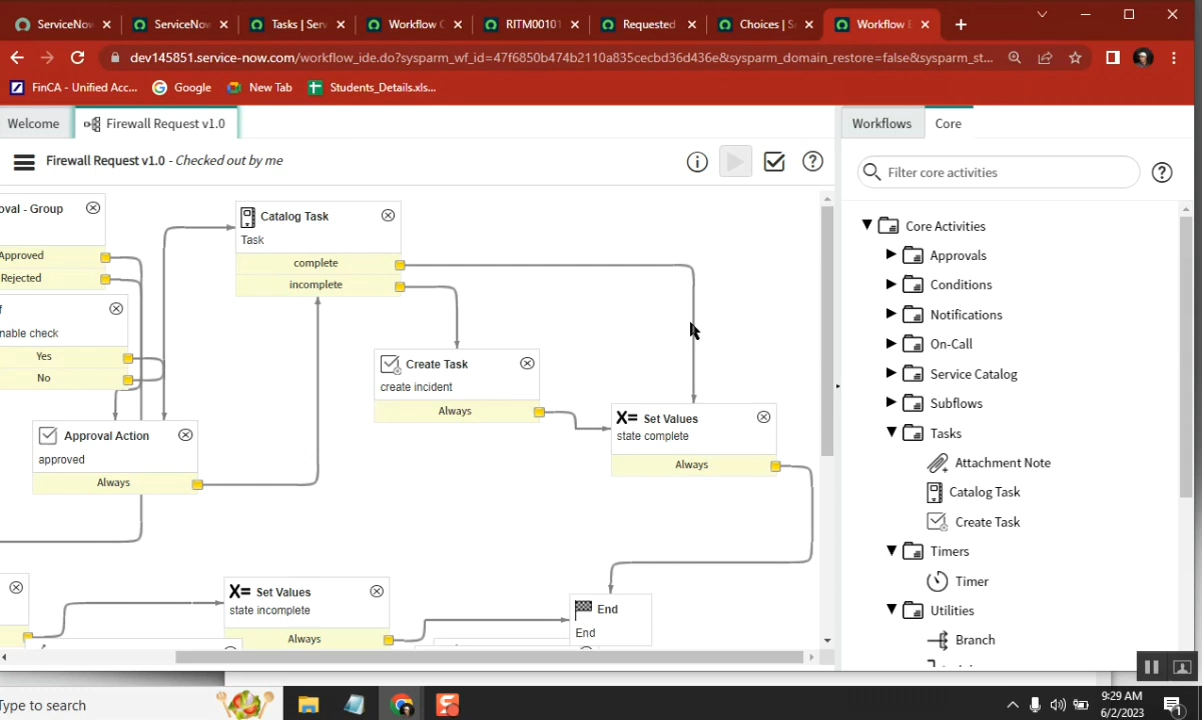 ServiceNow
ServiceNow
Tasks | Serv
Workflow C
RITM00101
Requested
Choices | S
Workflow E
dev145851.service-now.com/workflow_ide.do?sysparm_wf_id=47f6850b474b2110a835cecbd36d436e&sysparm_domain_restore=false&sysparm_st...
FinCA - Unified Acc...
Google
New Tab
Students_Details.xls...
Welcome
Firewall Request v1.0
Workflows
Core
Firewall Request v1.0 - Checked out by me
Filter core activities
oval - Group
Approved
Rejected
Catalog Task
Task
complete
incomplete
f
nable check
Yes
No
Create Task
create incident
Always
Approval Action
approved
Always
X= Set Values
state complete
Always
X= Set Values
state incomplete
Always
End
End
Core Activities
Approvals
Conditions
Notifications
On-Call
Service Catalog
Subflows
Tasks
Attachment Note
Catalog Task
Create Task
Timers
Timer
Utilities
Branch
Type to search
9:29 AM
6/2/2023
1